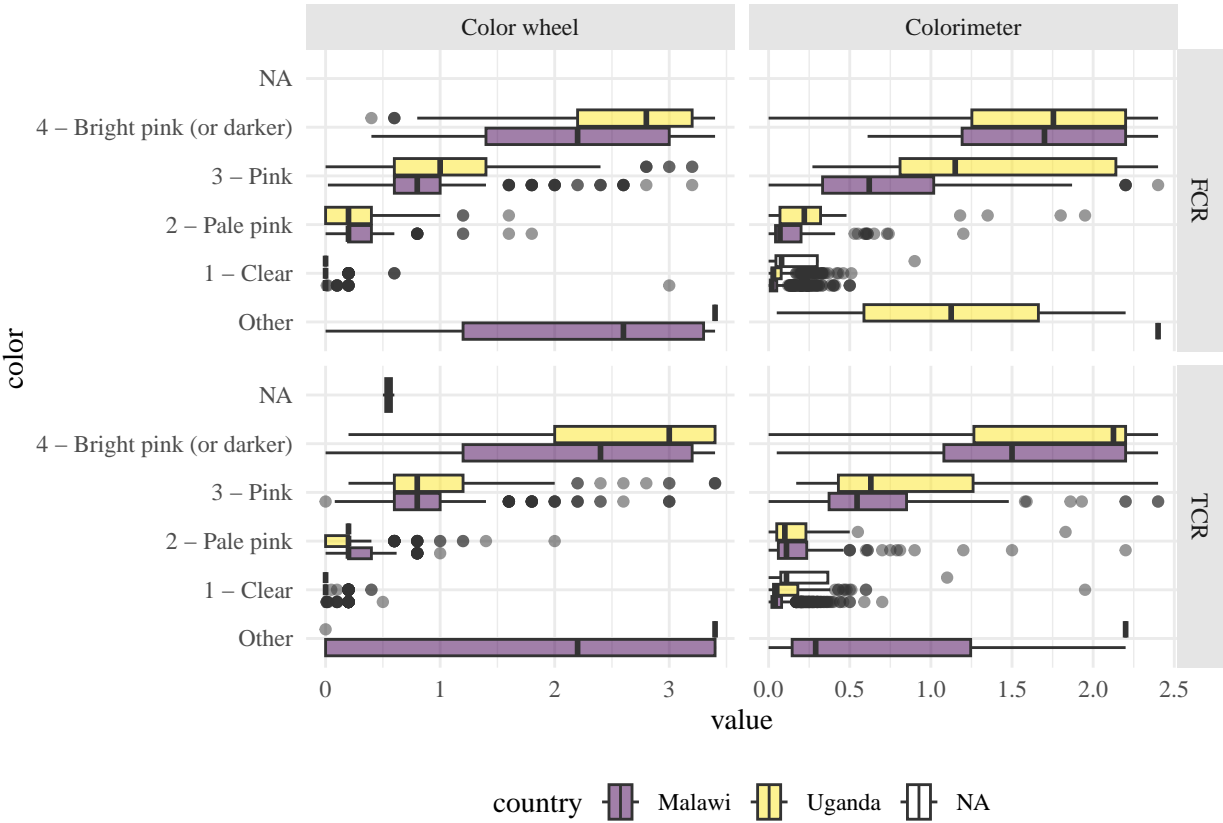 Color wheel
Colorimeter
NA
4 – Bright pink (or darker)
3 – Pink
2 – Pale pink
1 – Clear
Other
FCR
color
NA
4 – Bright pink (or darker)
3 – Pink
2 – Pale pink
1 – Clear
Other
TCR
0 1 2 3
0.0 0.5 1.0 1.5 2.0 2.5
value
country Malawi Uganda NA